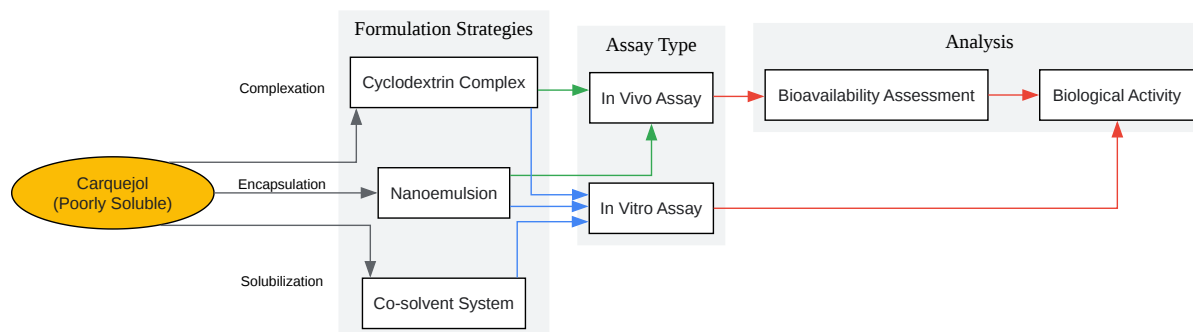 Formulation Strategies
Assay Type
Analysis
Complexation
Cyclodextrin Complex
In Vivo Assay
Bioavailability Assessment
Biological Activity
Carquejol
(Poorly Soluble)
Encapsulation
Nanoemulsion
In Vitro Assay
Solubilization
Co-solvent System